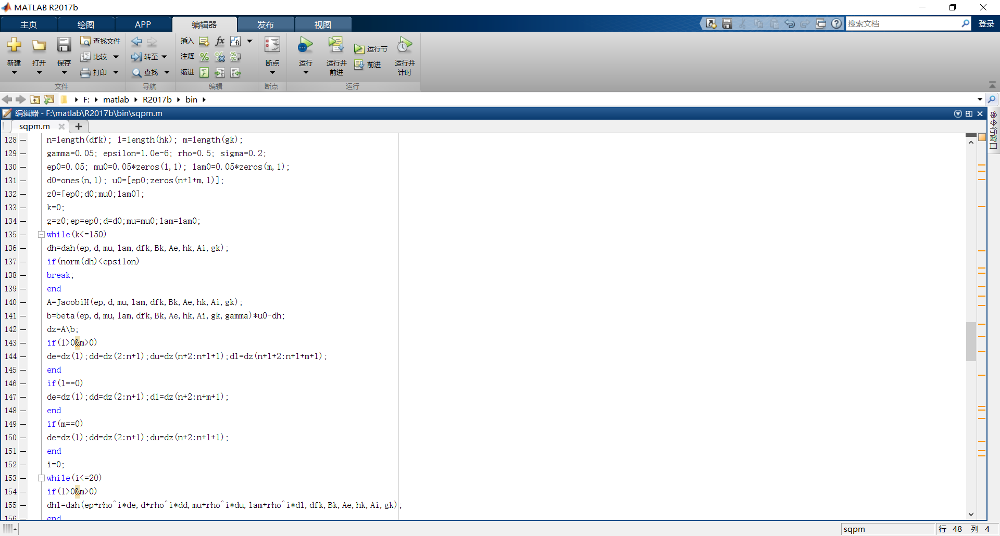 MATLAB R2017b
主页 绘图 APP 编辑器 发布 视图 搜索文档 登录
新建 打开 保存 查找文件 比较 打印 转至 查找 插入 注释 缩进 断点 运行 运行并前进 运行节 前进 运行并计时
文件 导航 编辑 断点 运行
F: matlab R2017b bin
编辑器 - F:\matlab\R2017b\bin\sqpm.m
命令行窗口
sqpm.m
128 n=length(dfk); l=length(hk); m=length(gk);
129 gamma=0.05; epsilon=1.0e-6; rho=0.5; sigma=0.2;
130 ep0=0.05; mu0=0.05*zeros(l,1); lam0=0.05*zeros(m,1);
131 d0=ones(n,1); u0=[ep0;zeros(n+l+m,1)];
132 z0=[ep0;d0;mu0;lam0];
133 k=0;
134 z=z0;ep=ep0;d=d0;mu=mu0;lam=lam0;
135 while(k<=150)
136 dh=dah(ep,d,mu,lam,dfk,Bk,Ae,hk,Ai,gk);
137 if(norm(dh)<epsilon)
138 break;
139 end
140 A=JacobiH(ep,d,mu,lam,dfk,Bk,Ae,hk,Ai,gk);
141 b=beta(ep,d,mu,lam,dfk,Bk,Ae,hk,Ai,gk,gamma)*u0-dh;
142 dz=A\b;
143 if(l>0&m>0)
144 de=dz(1);dd=dz(2:n+1);du=dz(n+2:n+l+1);dl=dz(n+l+2:n+l+m+1);
145 end
146 if(l==0)
147 de=dz(1);dd=dz(2:n+1);dl=dz(n+2:n+m+1);
148 end
149 if(m==0)
150 de=dz(1);dd=dz(2:n+1);du=dz(n+2:n+l+1);
151 end
152 i=0;
153 while(i<=20)
154 if(l>0&m>0)
155 dh1=dah(ep+rho^i*de,d+rho^i*dd,mu+rho^i*du,lam+rho^i*dl,dfk,Bk,Ae,hk,Ai,gk);
156 end
sqpm 行 48 列 4